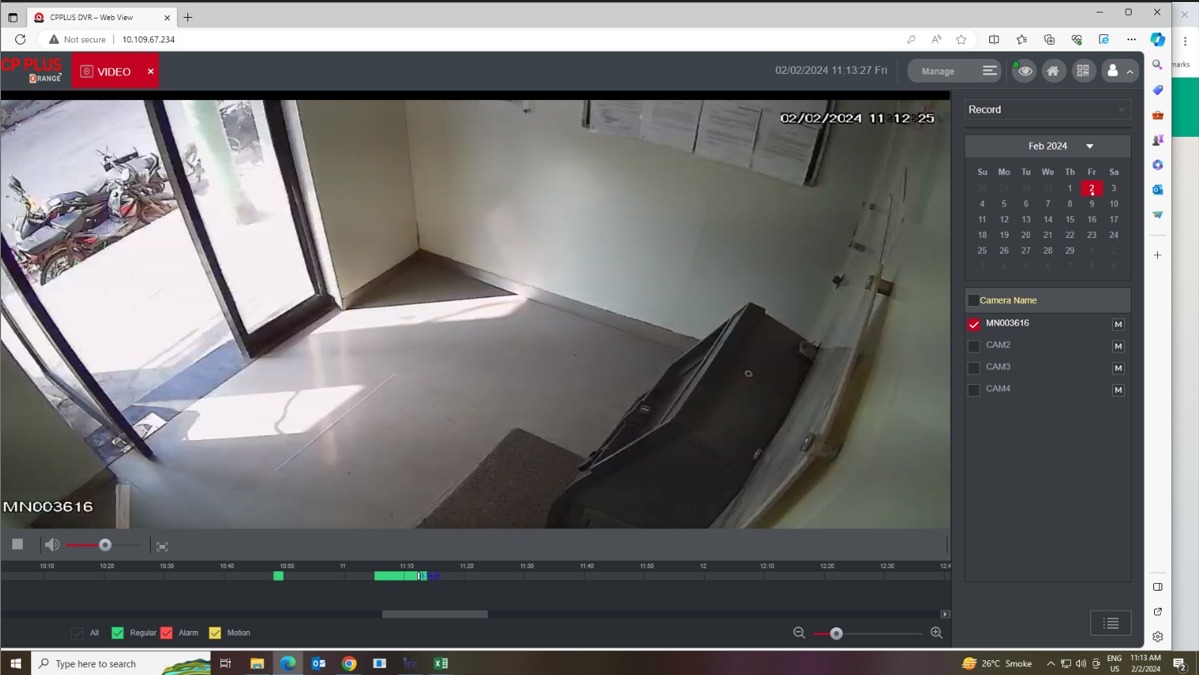 CPPLUS DVR – Web View
Not secure 10.109.67.234
CP PLUS
ORANGE
VIDEO
02/02/2024 11:13:27 Fri
Manage
02/02/2024 11:12:25
MN003616
Record
Feb 2024
Su Mo Tu We Th Fr Sa
28 29 30 31 1 2 3
4 5 6 7 8 9 10
11 12 13 14 15 16 17
18 19 20 21 22 23 24
25 26 27 28 29 1 2
3 4 5 6 7 8 9
Camera Name
MN003616 M
CAM2 M
CAM3 M
CAM4 M
10:10 10:20 10:30 10:40 10:50 11 11:10 11:20 11:30 11:40 11:50 12 12:10 12:20 12:30 12:4
All Regular Alarm Motion
marks
Type here to search
26°C Smoke
ENG
US
11:13 AM
2/2/2024
2